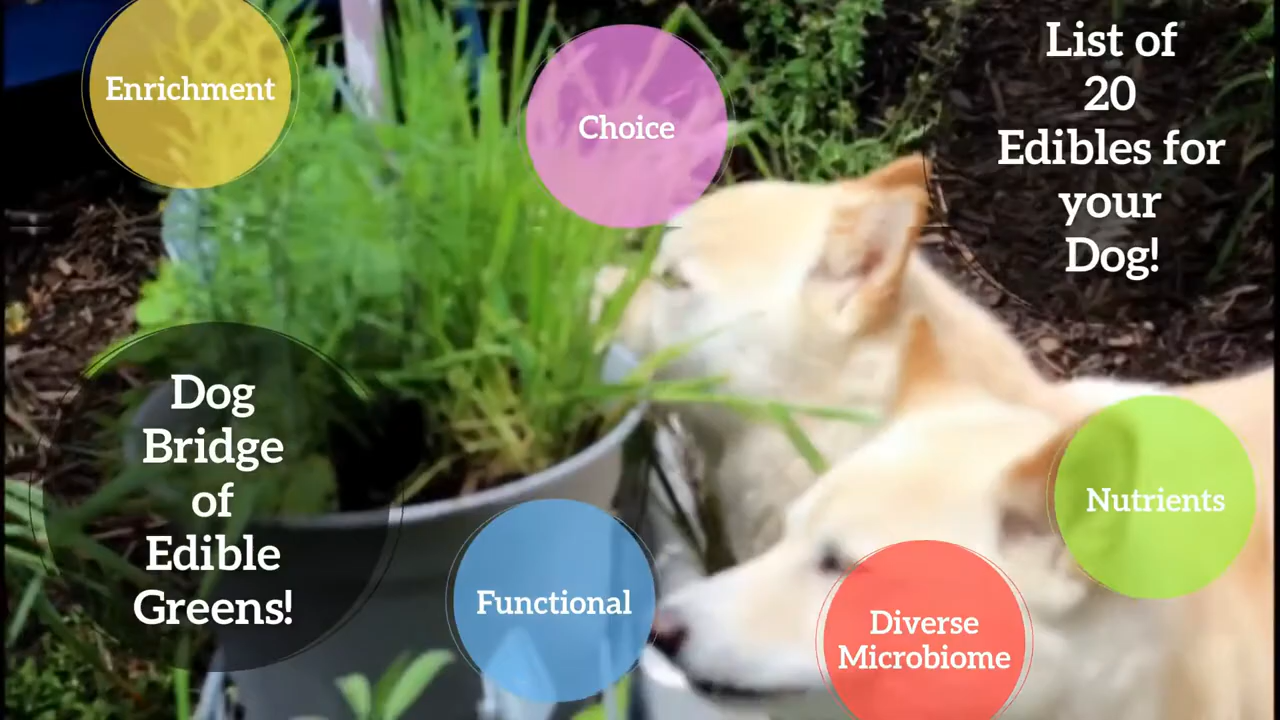 Enrichment
Choice
List of
20
Edibles for
your
Dog!
Dog
Bridge
of
Edible
Greens!
Functional
Nutrients
Diverse
Microbiome